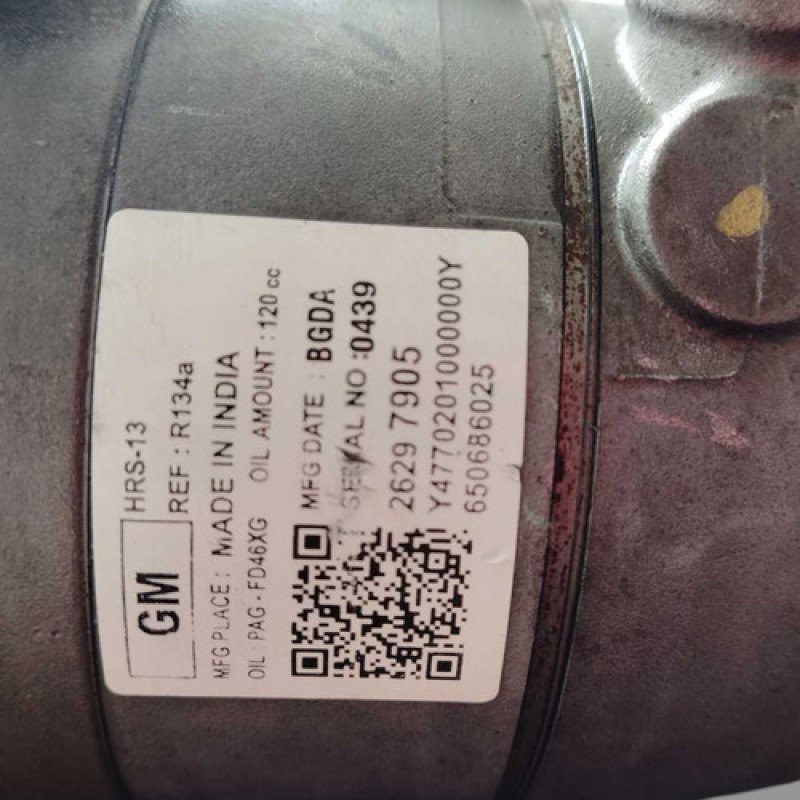 GM
HRS-13
REF : R134a
MFG PLACE : MADE IN INDIA
OIL : PAG - FD46XG OIL AMOUNT : 120 cc
MFG DATE : BGDA
SERIAL NO :0439
2629 7905
Y4770201000000Y
650686025